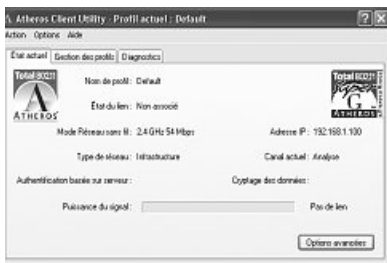 Atheros Client Utility - Profil actuel : Default
Action Options Aide
État actuel Gestion des profils Diagnostics
Total 802.11 ATHEROS
Nom de profil : Default
Total 802.11 Super G ATHEROS
État du lien : Non associé
Mode Réseau sans fil : 2.4 GHz 54 Mbps Adresse IP : 192.168.1.100
Type de réseau : Infrastructure Canal actuel : Analyse
Authentification basée sur serveur : Cryptage des données :
Puissance du signal : Pas de lien
Options avancées